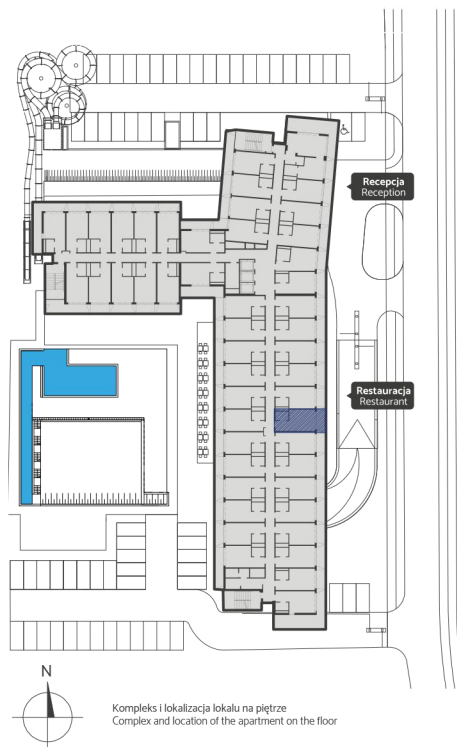 Recepcja
Reception
Restauracja
Restaurant
N
Kompleks i lokalizacja lokalu na piętrze
Complex and location of the apartment on the floor